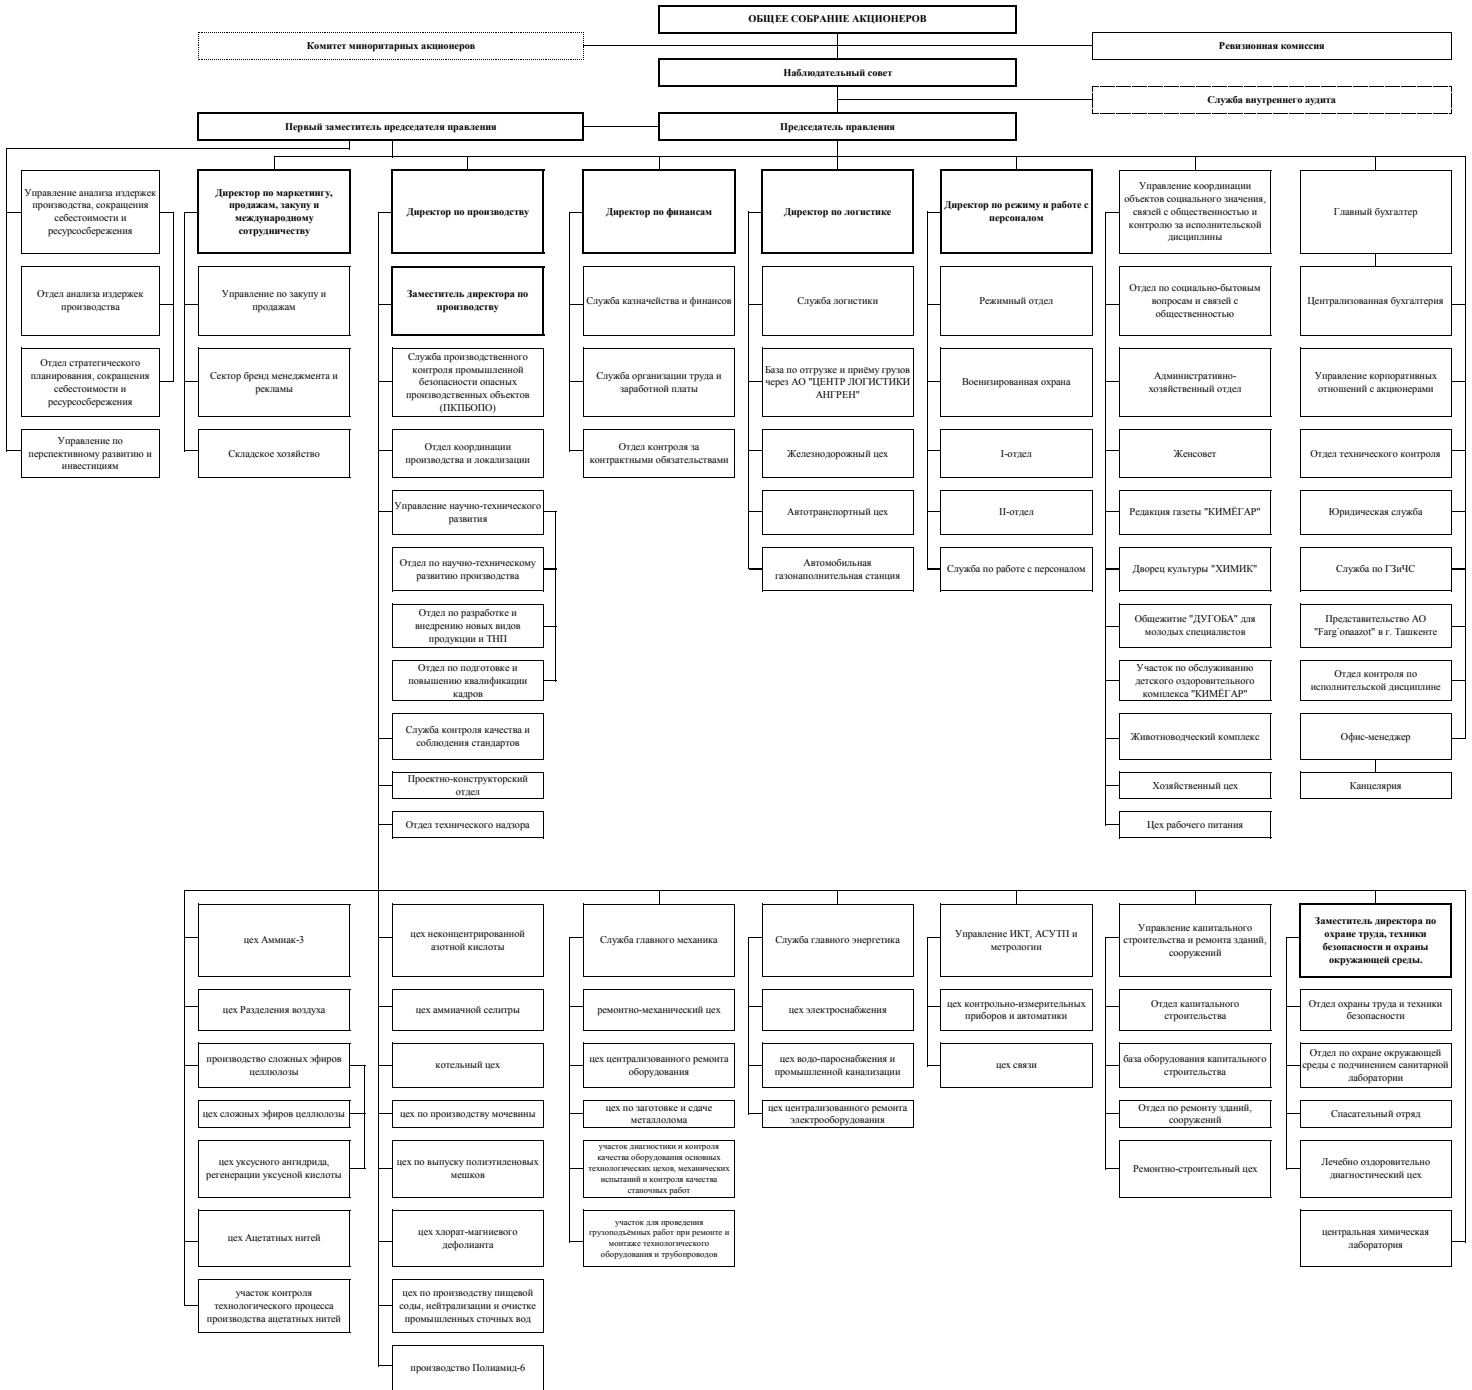 ОБЩЕЕ СОБРАНИЕ АКЦИОНЕРОВ
Комитет миноритарных акционеров
Ревизионная комиссия
Наблюдательный совет
Служба внутреннего аудита
Первый заместитель председателя правления
Председатель правления
Управление анализа издержек
производства, сокращения
себестоимости и
ресурсосбережения
Директор по маркетингу,
продажам, закупу и
международному
сотрудничеству
Директор по производству
Директор по финансам
Директор по логистике
Директор по режиму и работе с
персоналом
Управление координации
объектов социального значения,
связей с общественностью и
контролю за исполнительской
дисциплины
Главный бухгалтер
Отдел анализа издержек
производства
Управление по закупу и
продажам
Заместитель директора по
производству
Служба казначейства и финансов
Служба логистики
Режимный отдел
Отдел по социально-бытовым
вопросам и связей с
общественностью
Централизованная бухгалтерия
Отдел стратегического
планирования, сокращения
себестоимости и
ресурсосбережения
Сектор бренд менеджмента и
рекламы
Служба производственного
контроля промышленной
безопасности опасных
производственных объектов
(ПКПБОПО)
Служба организации труда и
заработной платы
База по отгрузке и приёму грузов
через АО "ЦЕНТР ЛОГИСТИКИ
АНГРЕН"
Военизированная охрана
Административно-
хозяйственный отдел
Управление корпоративных
отношений с акционерами
Управление по
перспективному развитию и
инвестициям
Складское хозяйство
Отдел координации
производства и локализации
Отдел контроля за
контрактными обязательствами
Железнодорожный цех
I-отдел
Женсовет
Отдел технического контроля
Управление научно-технического
развития
Автотранспортный цех
II-отдел
Редакция газеты "КИМЁГАР"
Юридическая служба
Отдел по научно-техническому
развитию производства
Автомобильная
газонаполнительная станция
Служба по работе с персоналом
Дворец культуры "ХИМИК"
Служба по ГЗиЧС
Отдел по разработке и
внедрению новых видов
продукции и ТНП
Общежитие "ДУГОБА" для
молодых специалистов
Представительство АО
"Farg`onaazot" в г. Ташкенте
Отдел по подготовке и
повышению квалификации
кадров
Участок по обслуживанию
детского оздоровительного
комплекса "КИМЁГАР"
Отдел контроля по
исполнительской дисциплине
Служба контроля качества и
соблюдения стандартов
Животноводческий комплекс
Офис-менеджер
Проектно-конструкторский
отдел
Хозяйственный цех
Канцелярия
Отдел технического надзора
Цех рабочего питания
цех Аммиак-3
цех неконцентрированной
азотной кислоты
Служба главного механика
Служба главного энергетика
Управление ИКТ, АСУТП и
метрологии
Управление капитального
строительства и ремонта зданий,
сооружений
Заместитель директора по
охране труда, техники
безопасности и охраны
окружающей среды.
цех Разделения воздуха
цех аммиачной селитры
ремонтно-механический цех
цех электроснабжения
цех контрольно-измерительных
приборов и автоматики
Отдел капитального
строительства
Отдел охраны труда и техники
безопасности
производство сложных эфиров
целлюлозы
котельный цех
цех централизованного ремонта
оборудования
цех водо-пароснабжения и
промышленной канализации
цех связи
база оборудования капитального
строительства
Отдел по охране окружающей
среды с подчинением санитарной
лаборатории
цех сложных эфиров целлюлозы
цех по производству мочевины
цех по заготовке и сдаче
металлолома
цех централизованного ремонта
электрооборудования
Отдел по ремонту зданий,
сооружений
Спасательный отряд
цех уксусного ангидрида,
регенерации уксусной кислоты
цех по выпуску полиэтиленовых
мешков
участок диагностики и контроля
качества оборудования основных
технологических цехов, механических
испытаний и контроля качества
станочных работ
Ремонтно-строительный цех
Лечебно оздоровительно
диагностический цех
цех Ацетатных нитей
цех хлорат-магниевого
дефолианта
участок для проведения
грузоподъёмных работ при ремонте и
монтаже технологического
оборудования и трубопроводов
центральная химическая
лаборатория
участок контроля
технологического процесса
производства ацетатных нитей
цех по производству пищевой
соды, нейтрализации и очистке
промышленных сточных вод
производство Полиамид-6